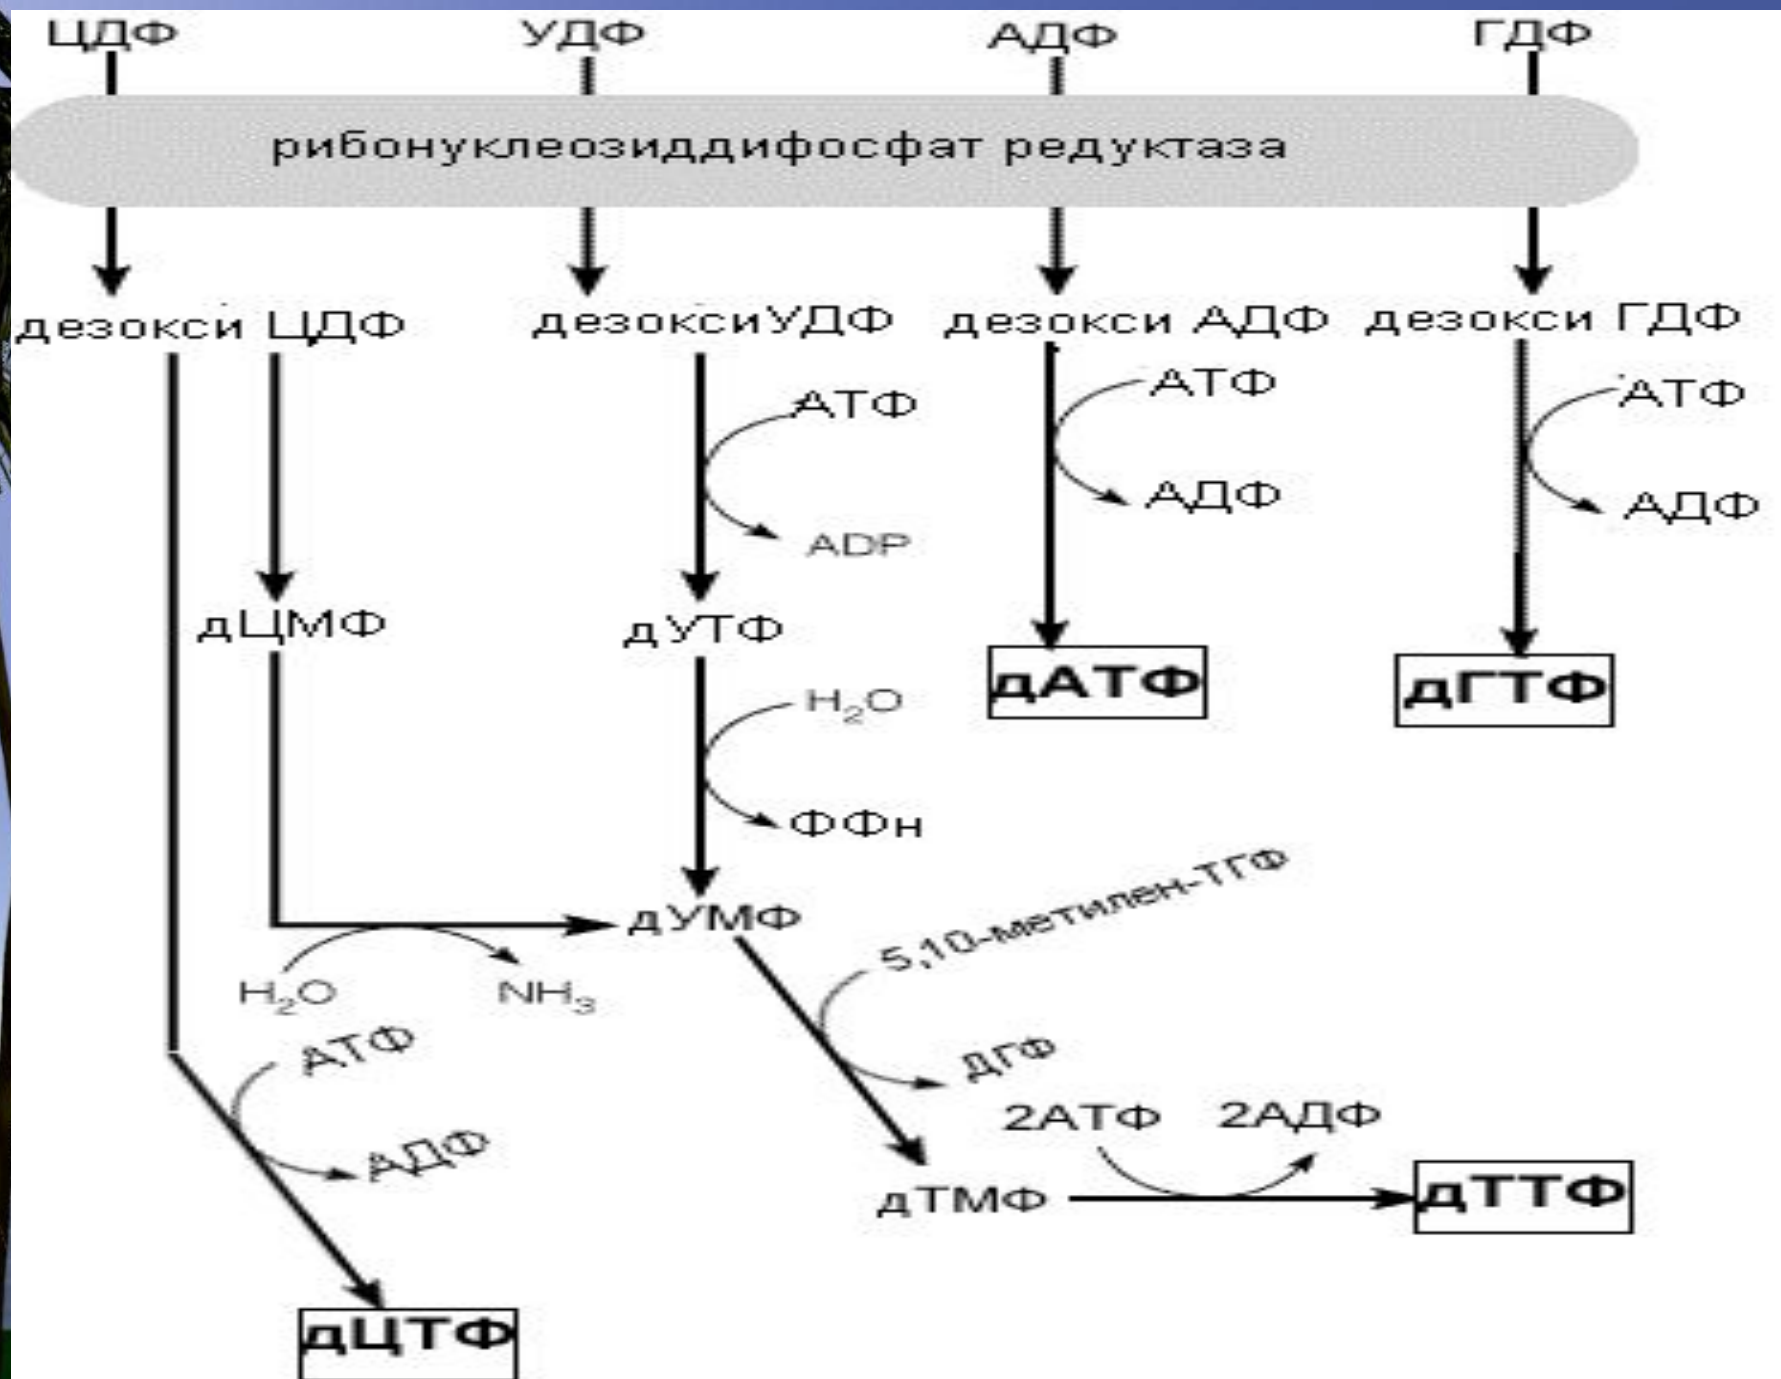 ЦДФ УДФ АДФ ГДФ
рибонуклеозиддифосфат редуктаза
дезокси ЦДФ дезоксиУДФ дезокси АДФ дезокси ГДФ
АТФ АТФ АТФ
ADP АДФ АДФ
дЦМФ дУТФ дАТФ дГТФ
H₂O
ФФн
дУМФ 5,10-метилен-ТГФ
H₂O NH₃
АТФ ДГФ
АДФ 2АТФ 2АДФ
дТМФ дТТФ
дЦТФ